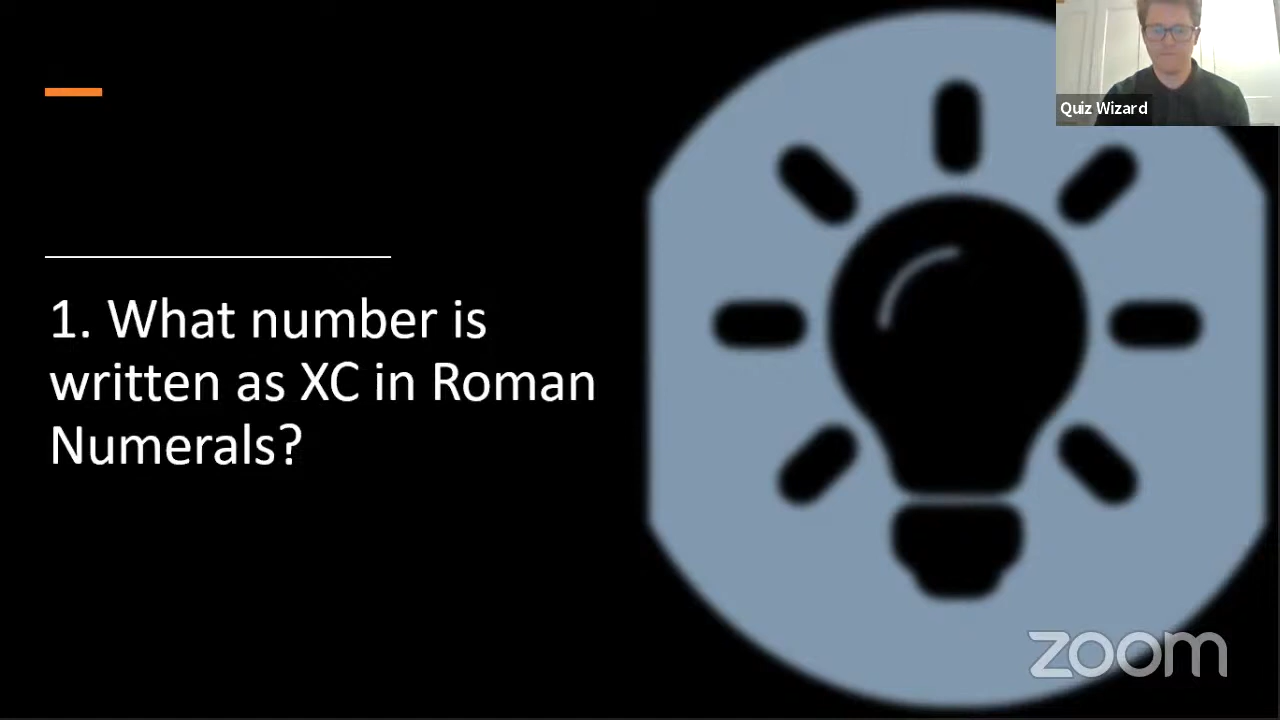 Quiz Wizard
1. What number is
written as XC in Roman
Numerals?
zoom